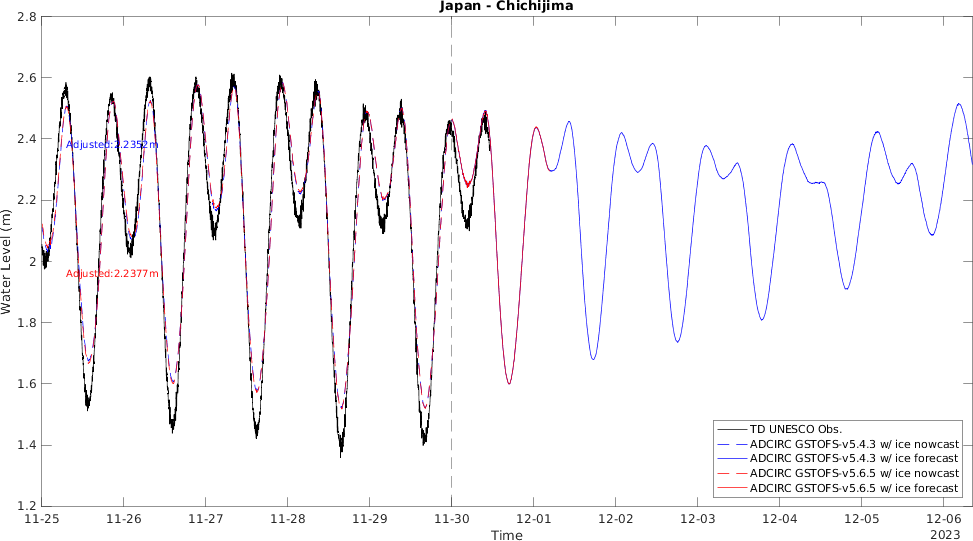 Japan - Chichijima
2.8
2.6
2.4
2.2
2
1.8
1.6
1.4
1.2
Water Level (m)
Adjusted:2.2352m
Adjusted:2.2377m
TD UNESCO Obs.
ADCIRC GSTOFS-v5.4.3 w/ ice nowcast
ADCIRC GSTOFS-v5.4.3 w/ ice forecast
ADCIRC GSTOFS-v5.6.5 w/ ice nowcast
ADCIRC GSTOFS-v5.6.5 w/ ice forecast
11-25 11-26 11-27 11-28 11-29 11-30 12-01 12-02 12-03 12-04 12-05 12-06
2023
Time